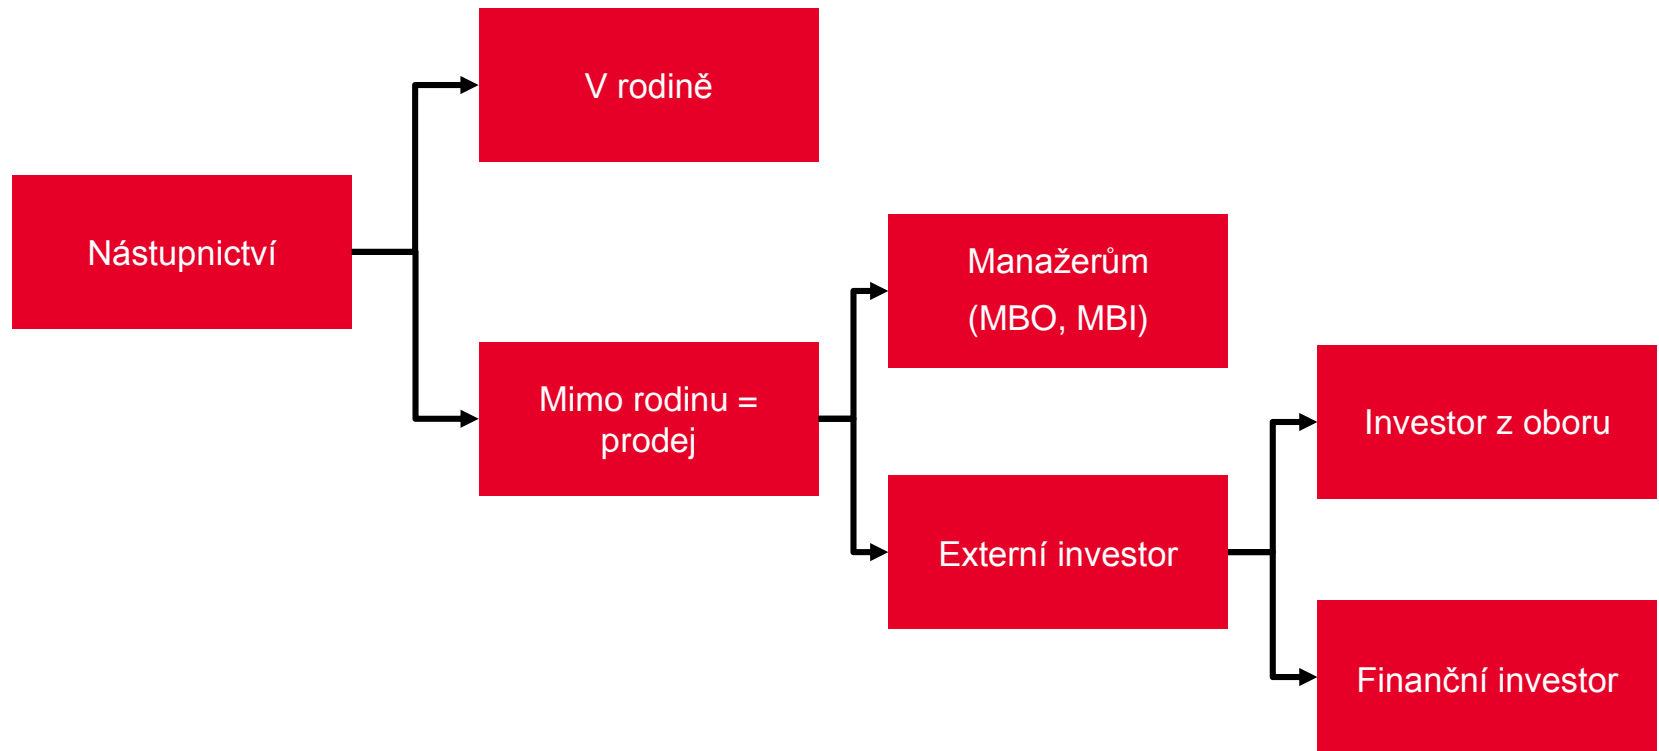 V rodině
Nástupnictví
Manažerům
(MBO, MBI)
Mimo rodinu =
prodej
Investor z oboru
Externí investor
Finanční investor